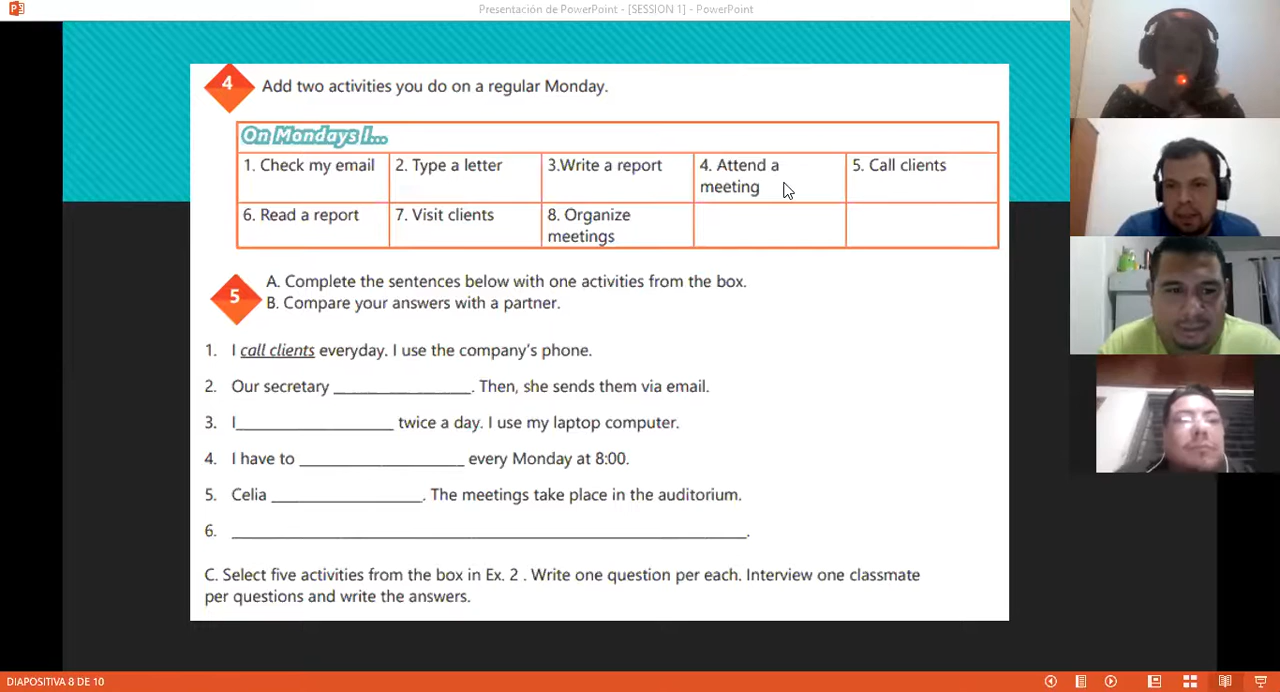 Presentación de PowerPoint - [SESSION 1] - PowerPoint
4 Add two activities you do on a regular Monday.
On Mondays I...
1. Check my email 2. Type a letter 3.Write a report 4. Attend a meeting 5. Call clients
6. Read a report 7. Visit clients 8. Organize meetings
5 A. Complete the sentences below with one activities from the box.
B. Compare your answers with a partner.
1. I call clients everyday. I use the company's phone.
2. Our secretary ________________. Then, she sends them via email.
3. I___________________ twice a day. I use my laptop computer.
4. I have to ____________________ every Monday at 8:00.
5. Celia __________________. The meetings take place in the auditorium.
6. ______________________________________________________________.
C. Select five activities from the box in Ex. 2 . Write one question per each. Interview one classmate
per questions and write the answers.
DIAPOSITIVA 8 DE 10